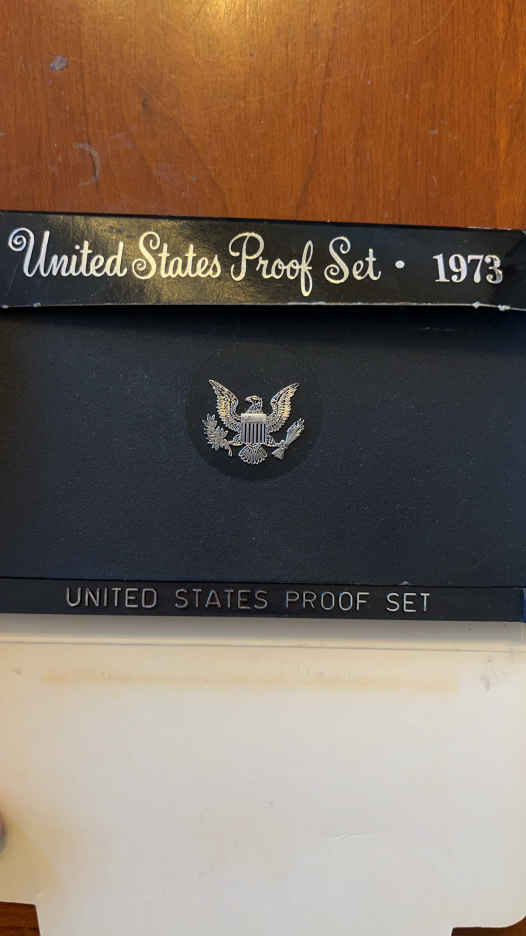 United States Proof Set · 1973
UNITED STATES PROOF SET